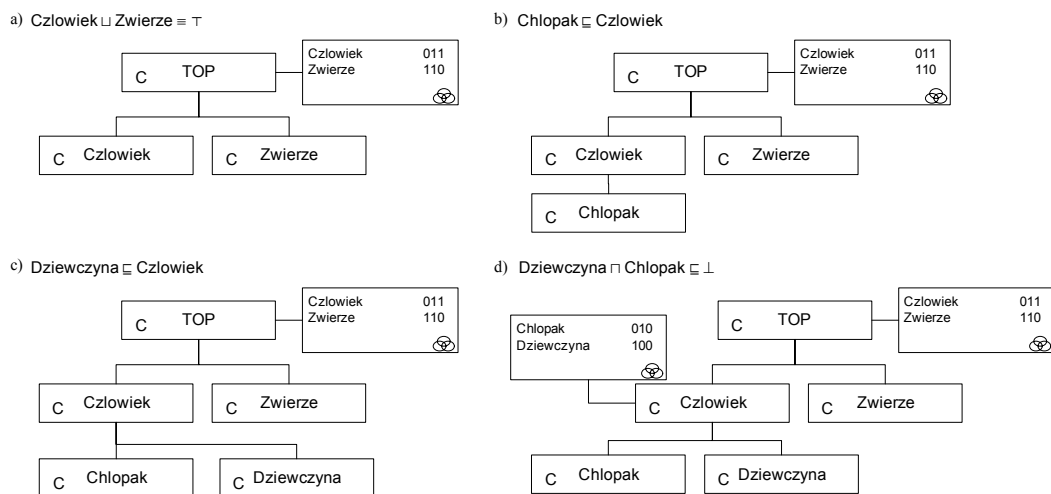 a) Czlowiek ⊔ Zwierze ≡ ⊤
Czlowiek 011
Zwierze 110
C TOP
C Czlowiek
C Zwierze
b) Chlopak ⊑ Czlowiek
Czlowiek 011
Zwierze 110
C TOP
C Czlowiek
C Zwierze
C Chlopak
c) Dziewczyna ⊑ Czlowiek
Czlowiek 011
Zwierze 110
C TOP
C Czlowiek
C Zwierze
C Chlopak
C Dziewczyna
d) Dziewczyna ⊓ Chlopak ⊑ ⊥
Czlowiek 011
Zwierze 110
C TOP
Chlopak 010
Dziewczyna 100
C Czlowiek
C Zwierze
C Chlopak
C Dziewczyna